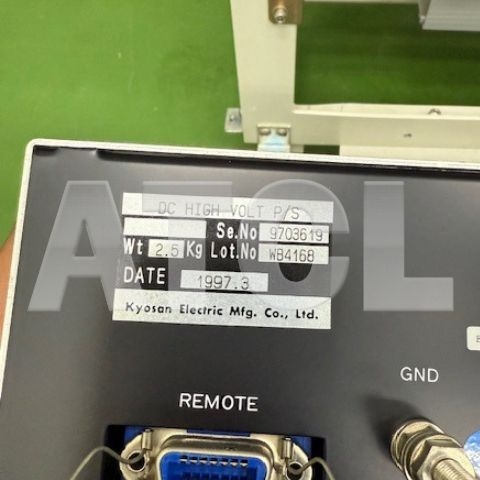 DC HIGH VOLT P/S
Se.No 9703619
Wt 2.5 Kg Lot.No WB4168
DATE 1997.3
Kyosan Electric Mfg. Co., Ltd.
ATCL
GND
REMOTE